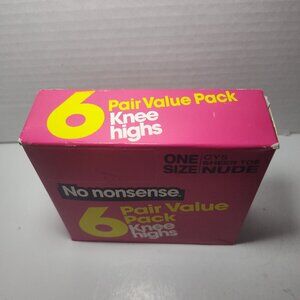 6 Pair Value Pack
Knee
highs
ONE
SIZE
CYS
SHEER TOE
NUDE
No nonsense.
6 Pair Value
Pack
Knee
highs